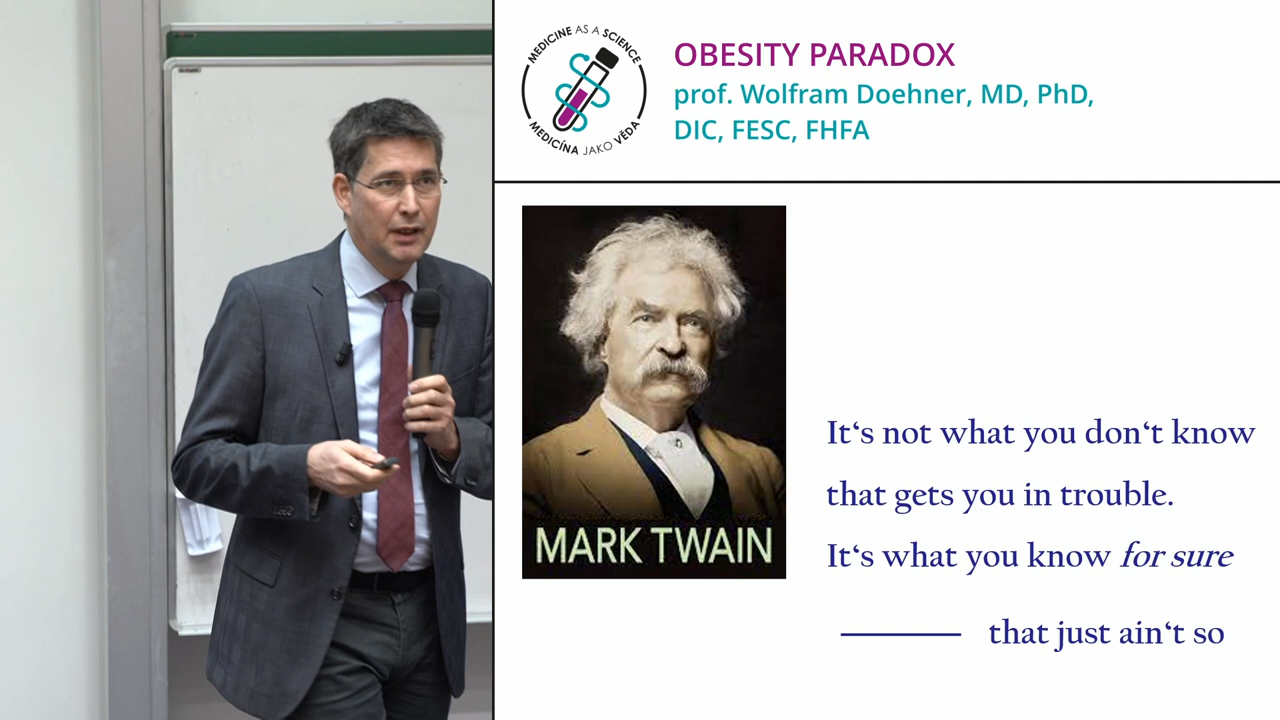 MEDICINE AS A SCIENCE
MEDICÍNA JAKO VĚDA
OBESITY PARADOX
prof. Wolfram Doehner, MD, PhD,
DIC, FESC, FHFA
MARK TWAIN
It‘s not what you don‘t know
that gets you in trouble.
It‘s what you know for sure
that just ain‘t so